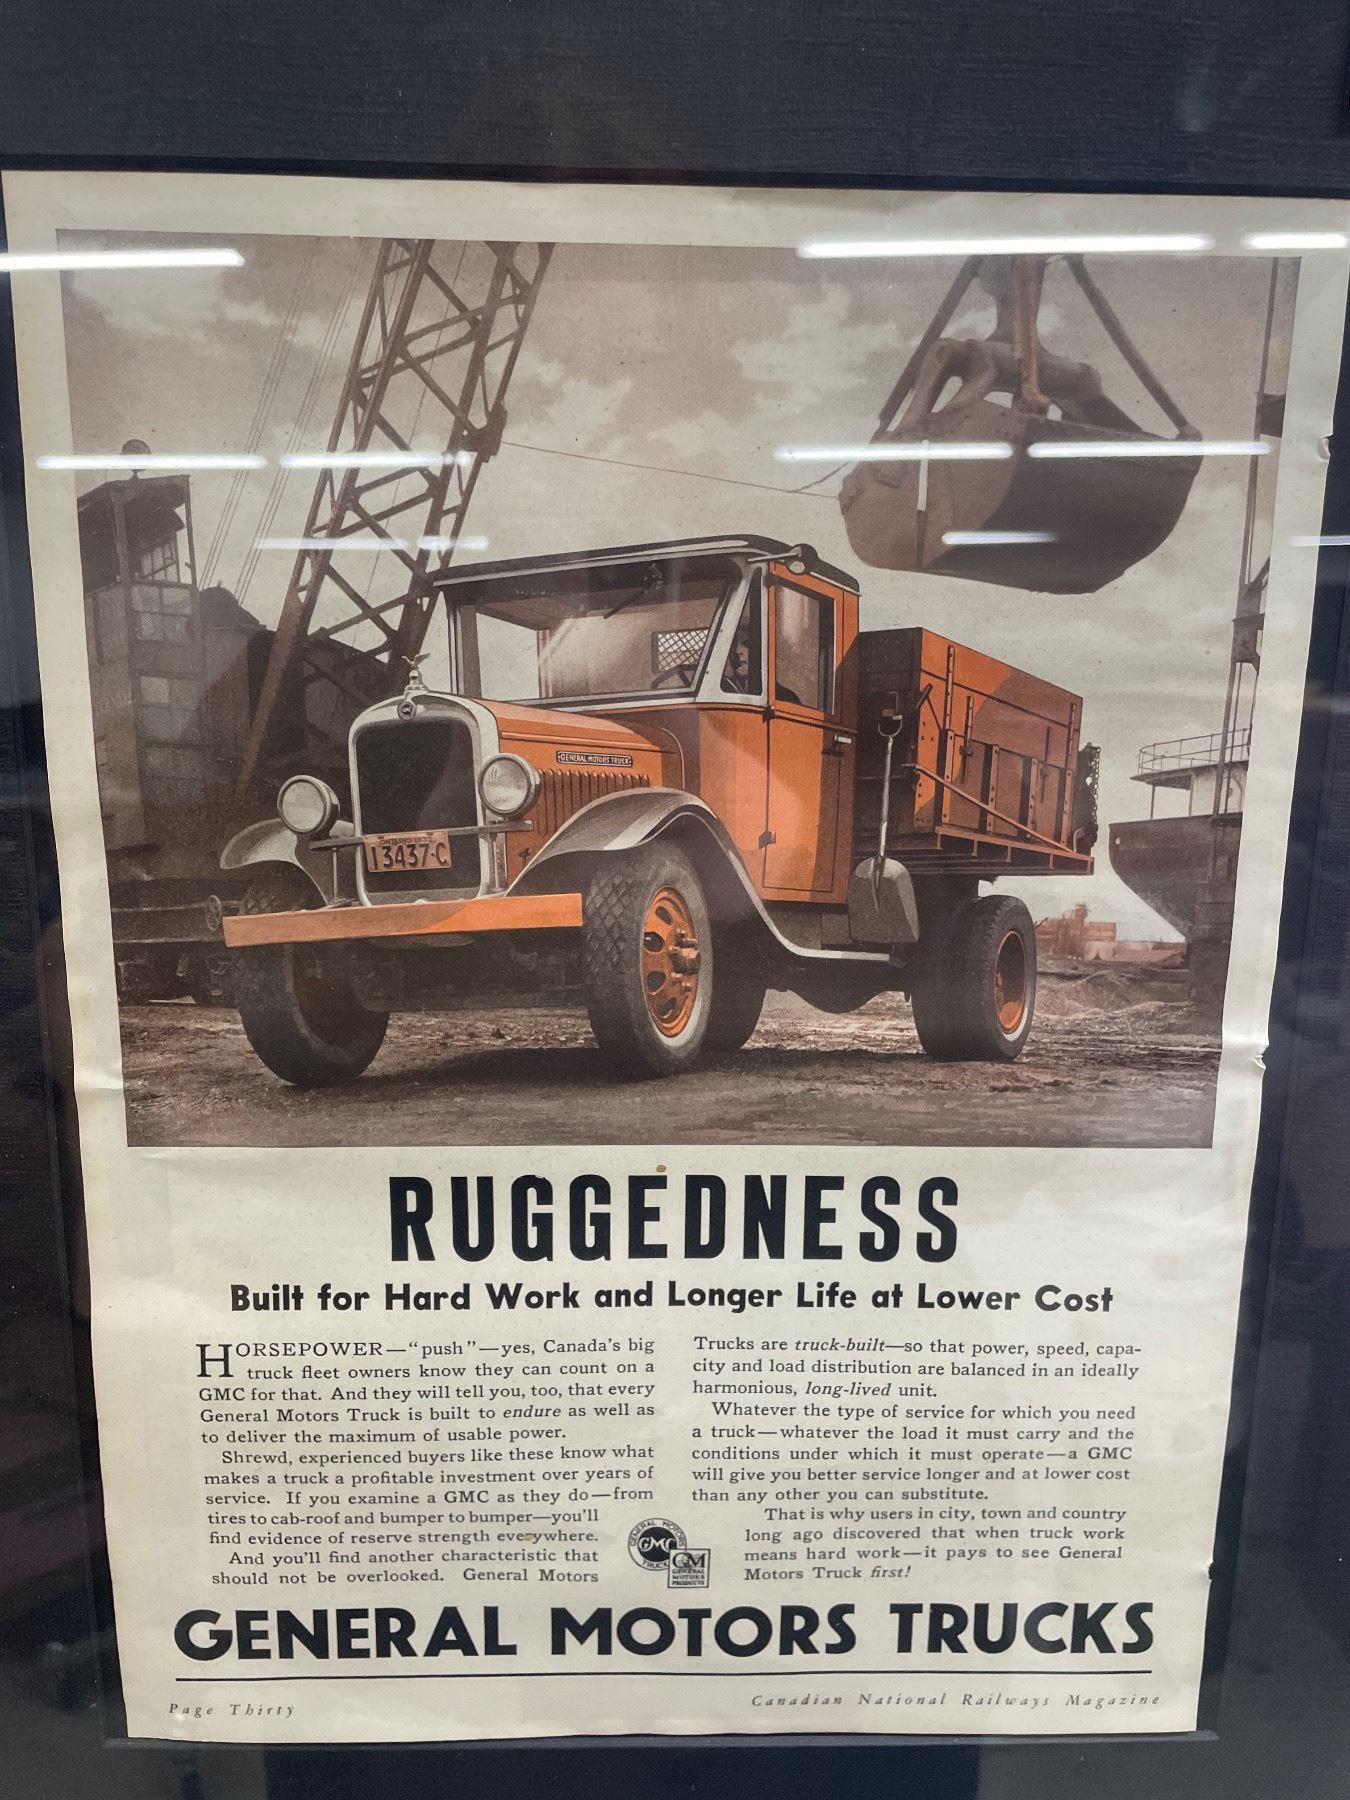 GENERAL MOTORS TRUCK
ONTARIO
13437-C
RUGGEDNESS
Built for Hard Work and Longer Life at Lower Cost
HORSEPOWER—“push”—yes, Canada's big
truck fleet owners know they can count on a
GMC for that. And they will tell you, too, that every
General Motors Truck is built to endure as well as
to deliver the maximum of usable power.
Shrewd, experienced buyers like these know what
makes a truck a profitable investment over years of
service. If you examine a GMC as they do—from
tires to cab-roof and bumper to bumper—you'll
find evidence of reserve strength everywhere.
And you'll find another characteristic that
should not be overlooked. General Motors
Trucks are truck-built—so that power, speed, capa-
city and load distribution are balanced in an ideally
harmonious, long-lived unit.
Whatever the type of service for which you need
a truck—whatever the load it must carry and the
conditions under which it must operate—a GMC
will give you better service longer and at lower cost
than any other you can substitute.
That is why users in city, town and country
long ago discovered that when truck work
means hard work—it pays to see General
Motors Truck first!
GENERAL MOTORS
GMC
TRUCK
GM
GENERAL
MOTORS
PRODUCTS
GENERAL MOTORS TRUCKS
Page Thirty
Canadian National Railways Magazine